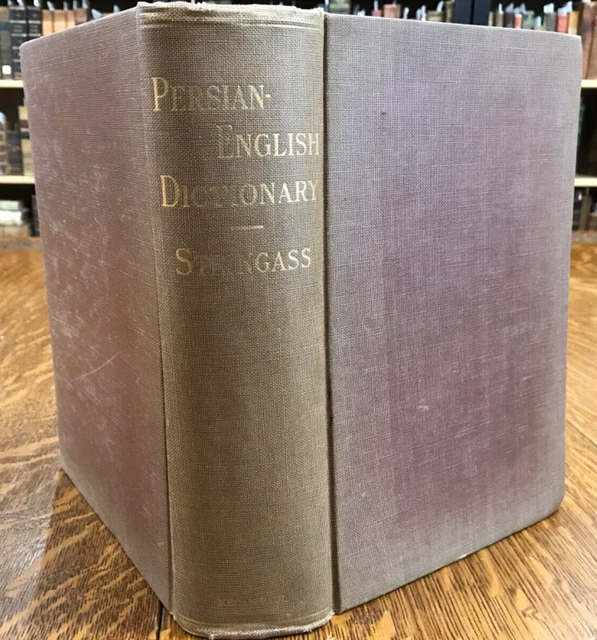 PERSIAN-
ENGLISH
DICTIONARY
STEINGASS